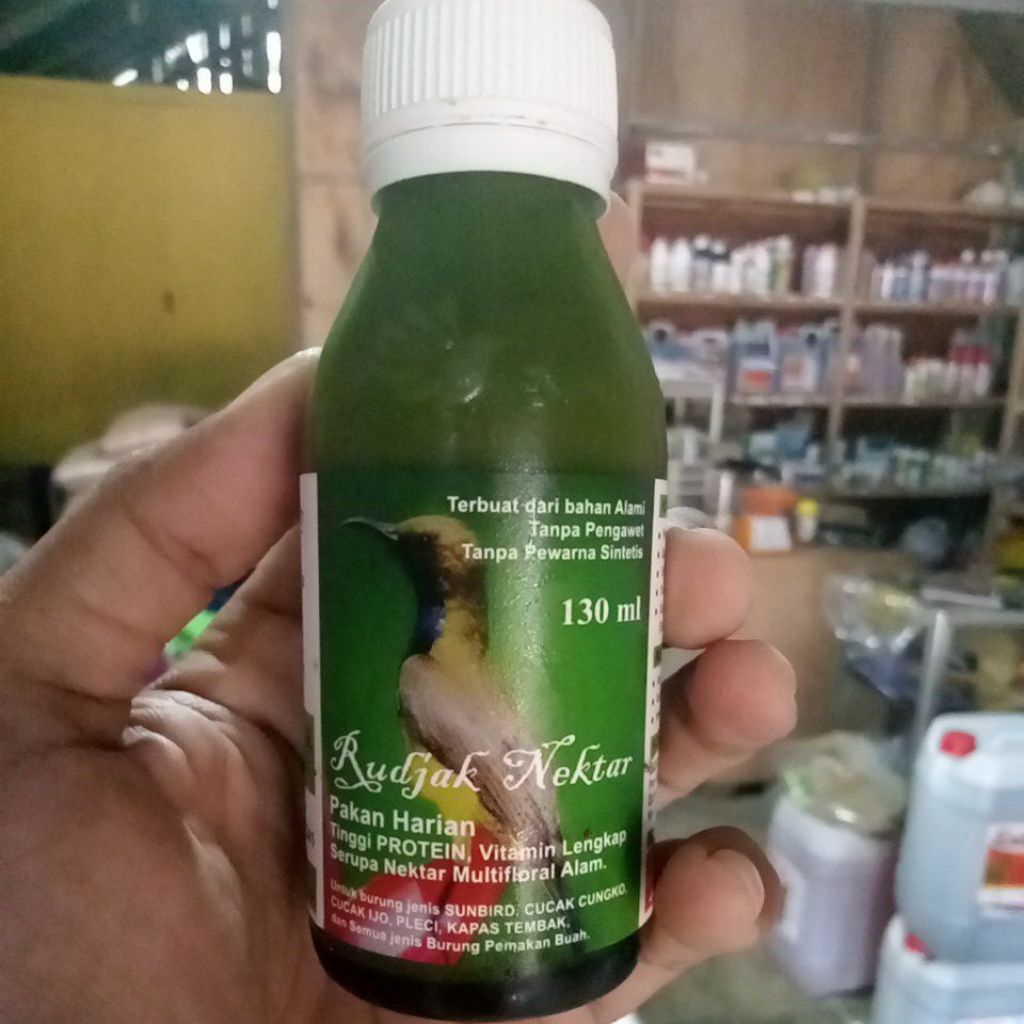 Terbuat dari bahan Alami
Tanpa Pengawet
Tanpa Pewarna Sintetis
130 ml
Rudjak Nektar
Pakan Harian
Tinggi PROTEIN, Vitamin Lengkap
Serupa Nektar Multifloral Alam.
Untuk burung jenis SUNBIRD, CUCAK CUNGKO,
CUCAK IJO, PLECI, KAPAS TEMBAK,
dan Semua jenis Burung Pemakan Buah.